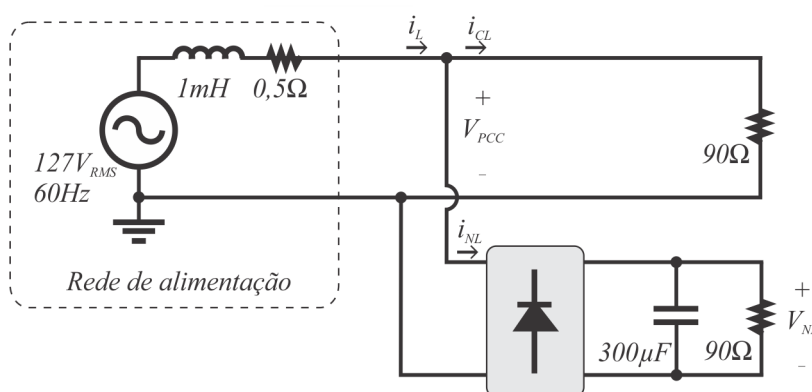 i_L
i_CL
1mH
0,5Ω
+
V_PCC
-
90Ω
127V_RMS
60Hz
i_NL
Rede de alimentação
+
300μF
90Ω
-